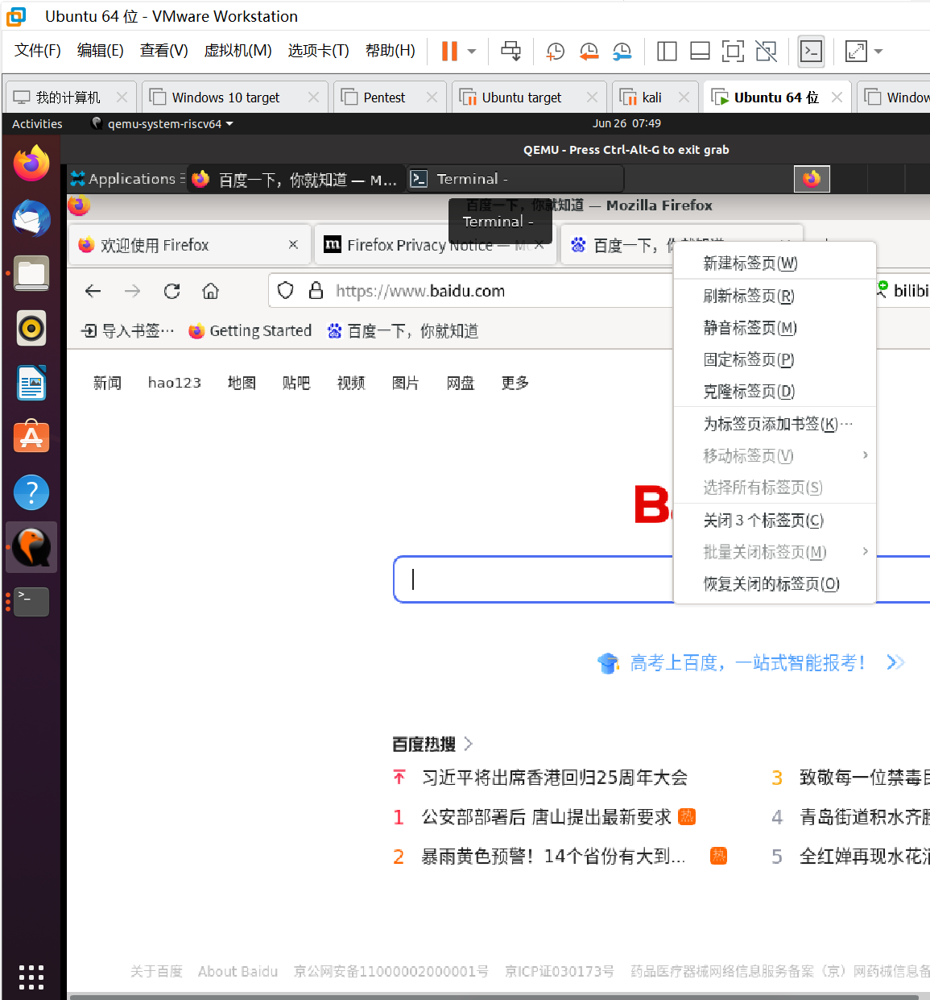 Ubuntu 64 位 - VMware Workstation
文件(F) 编辑(E) 查看(V) 虚拟机(M) 选项卡(T) 帮助(H)
我的计算机 Windows 10 target Pentest Ubuntu target kali Ubuntu 64 位 Window
Activities qemu-system-riscv64 Jun 26 07:49
QEMU - Press Ctrl-Alt-G to exit grab
Applications 百度一下，你就知道 — M... Terminal -
百度一下，你就知道 — Mozilla Firefox
Terminal -
欢迎使用 Firefox Firefox Privacy Notice — Mo 百度一下，你就知道
新建标签页(W)
https://www.baidu.com bilibi
刷新标签页(R)
导入书签… Getting Started 百度一下，你就知道
静音标签页(M)
固定标签页(P)
新闻 hao123 地图 贴吧 视频 图片 网盘 更多
克隆标签页(D)
为标签页添加书签(K)…
移动标签页(V)
选择所有标签页(S)
关闭 3 个标签页(C)
批量关闭标签页(M)
恢复关闭的标签页(O)
高考上百度，一站式智能报考！
百度热搜
习近平将出席香港回归25周年大会
3 致敬每一位禁毒民
1 公安部部署后 唐山提出最新要求 热
4 青岛街道积水齐腰
2 暴雨黄色预警！14个省份有大到... 热
5 全红婵再现水花消
关于百度 About Baidu 京公网安备11000002000001号 京ICP证030173号 药品医疗器械网络信息服务备案（京）网药械信息备